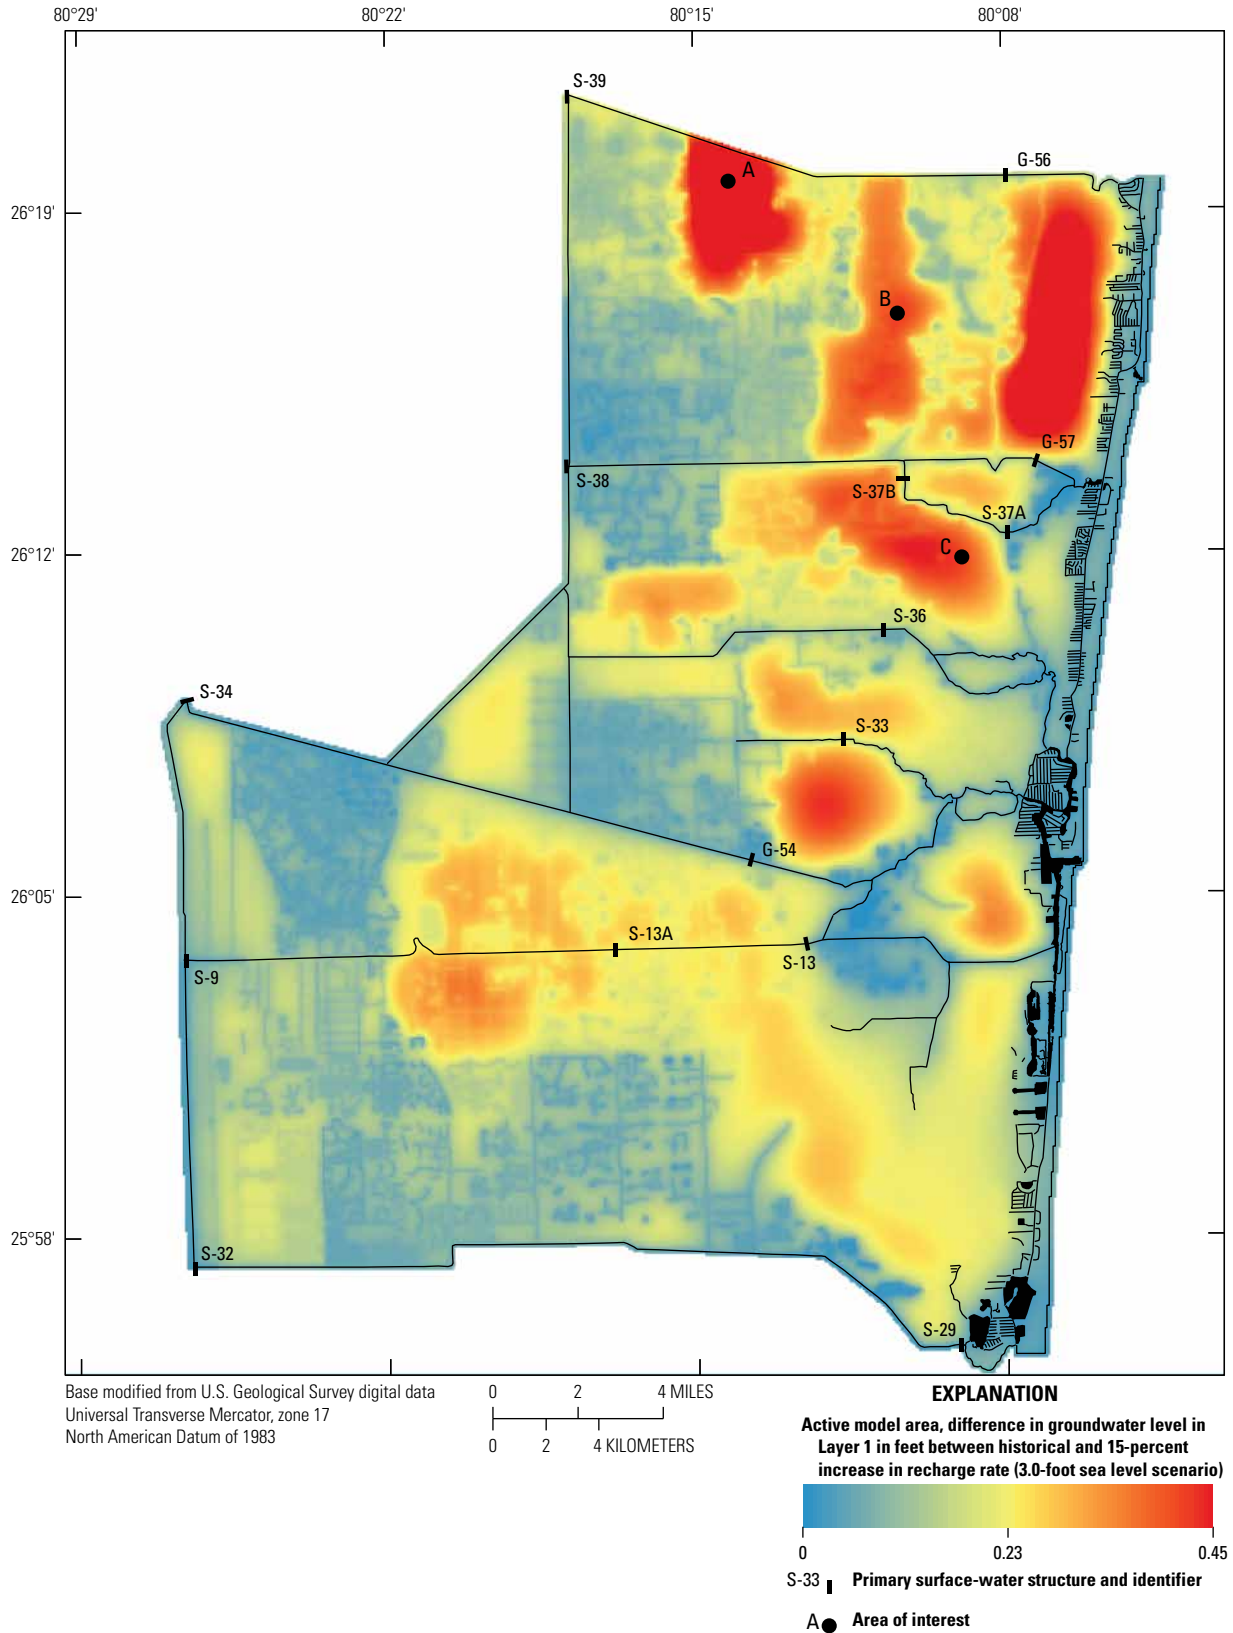 80°29' 80°22' 80°15' 80°08'
S-39
G-56
A
26°19'
B
G-57
S-38
S-37B
S-37A
26°12'
C
S-36
S-34
S-33
G-54
26°05'
S-13A
S-13
S-9
25°58'
S-32
S-29
Base modified from U.S. Geological Survey digital data
Universal Transverse Mercator, zone 17
North American Datum of 1983
0 2 4 MILES
0 2 4 KILOMETERS
EXPLANATION
Active model area, difference in groundwater level in
Layer 1 in feet between historical and 15-percent
increase in recharge rate (3.0-foot sea level scenario)
0 0.23 0.45
S-33 Primary surface-water structure and identifier
A Area of interest